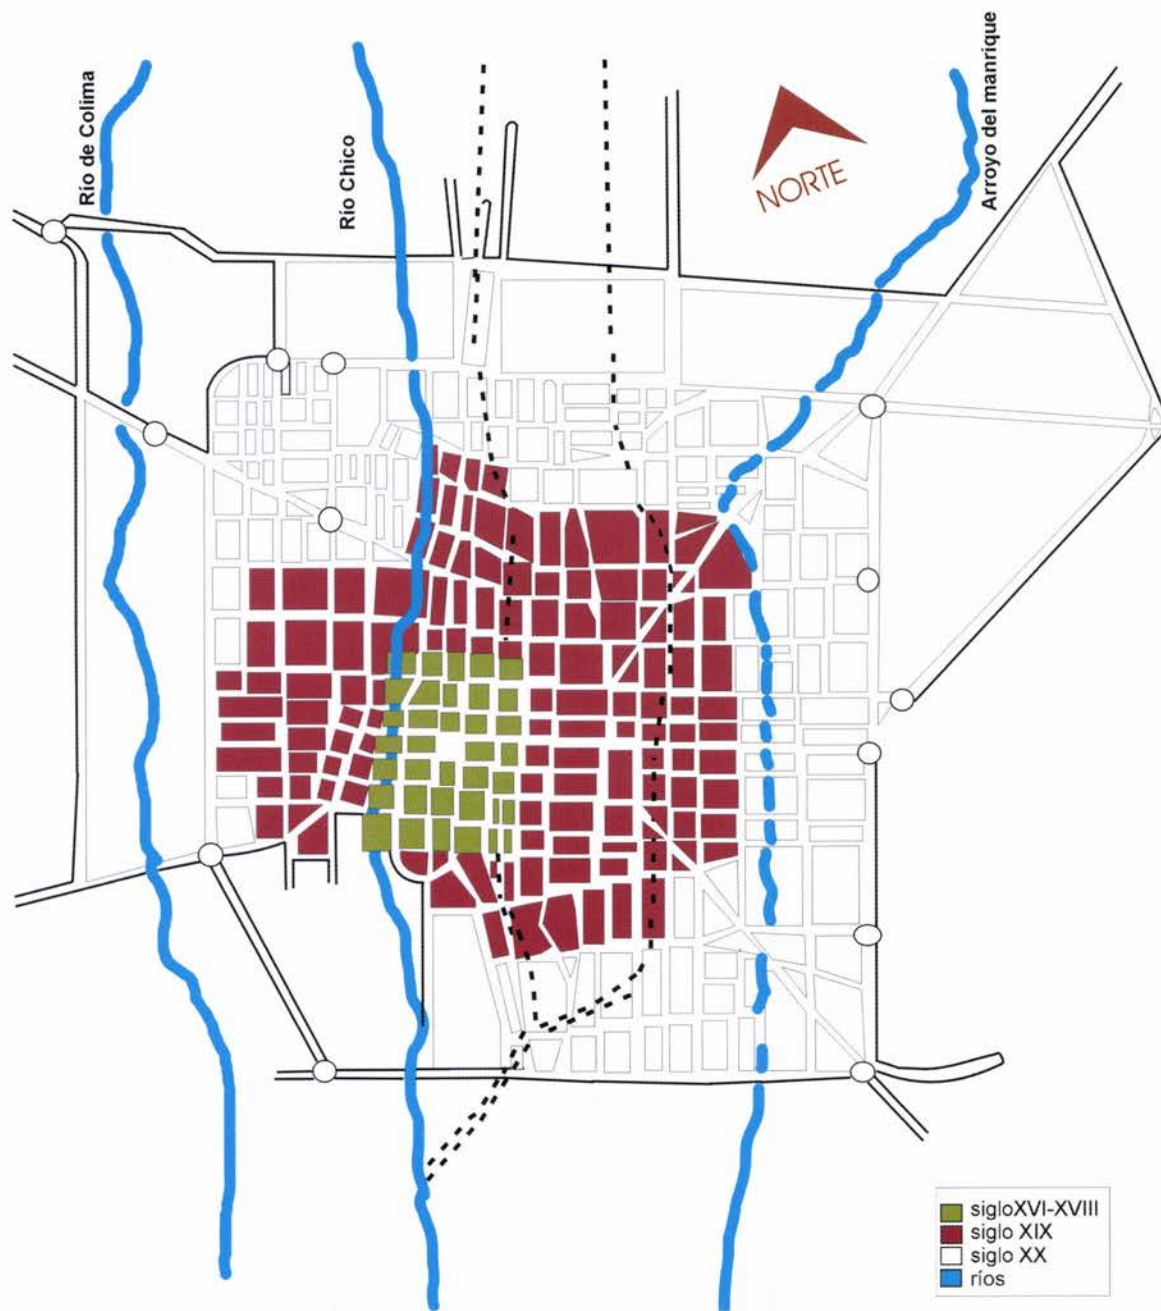 Río de Colima
Río Chico
Arroyo del manrique
NORTE
sigloXVI-XVIII
siglo XIX
siglo XX
ríos